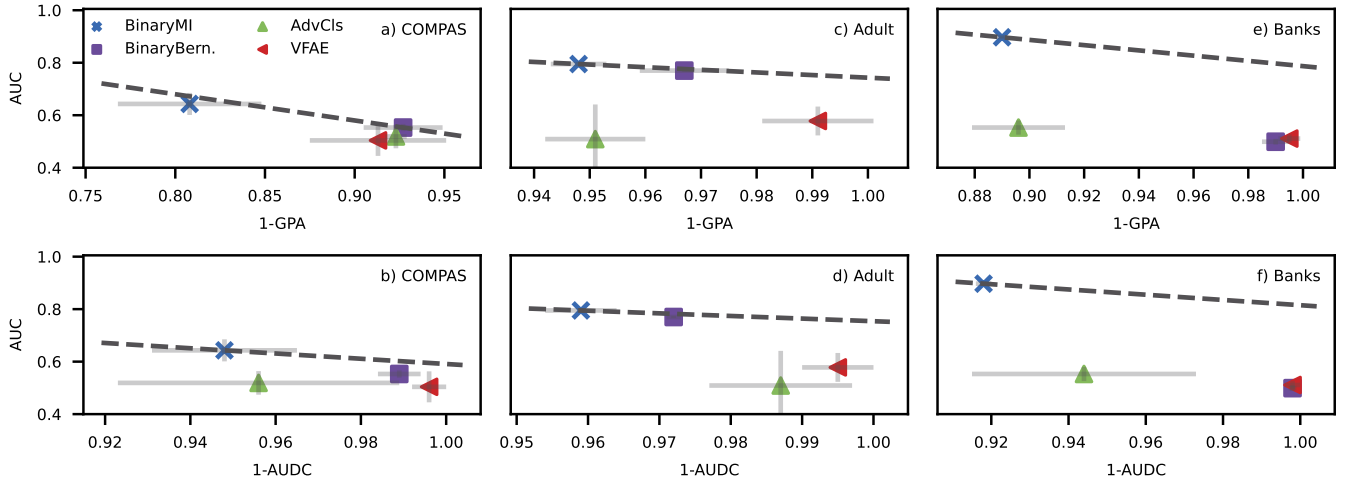 BinaryMI
BinaryBern.
AdvCls
VFAE
a) COMPAS
1.0
0.8
0.6
0.4
AUC
0.75 0.80 0.85 0.90 0.95
1-GPA
c) Adult
0.94 0.95 0.96 0.97 0.98 0.99 1.00
1-GPA
e) Banks
0.88 0.90 0.92 0.94 0.96 0.98 1.00
1-GPA
b) COMPAS
1.0
0.8
0.6
0.4
AUC
0.92 0.94 0.96 0.98 1.00
1-AUDC
d) Adult
0.95 0.96 0.97 0.98 0.99 1.00
1-AUDC
f) Banks
0.92 0.94 0.96 0.98 1.00
1-AUDC